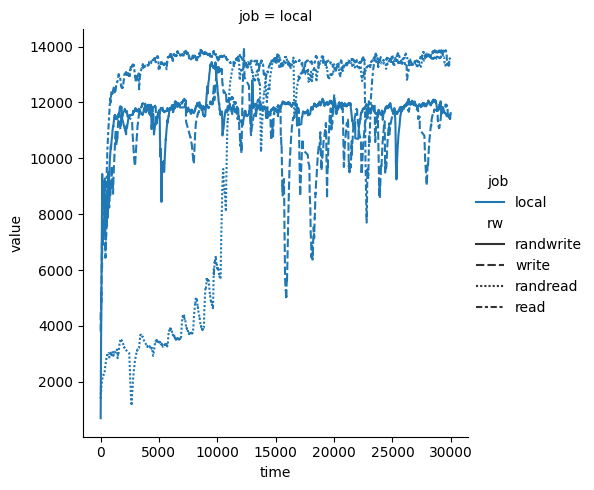 job = local
14000
12000
10000
8000
6000
4000
2000
value
0
5000
10000
15000
20000
25000
30000
time
job
local
rw
randwrite
write
randread
read